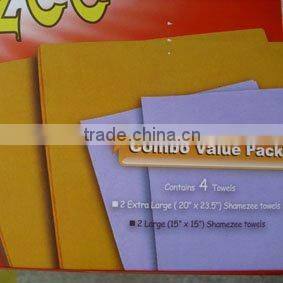 zee
trade.china.cn
Combo Value Pack
Contains 4 Towels
2 Extra Large ( 20" x 23.5") Shamezee towels
2 Large (15" x 15") Shamezee towels